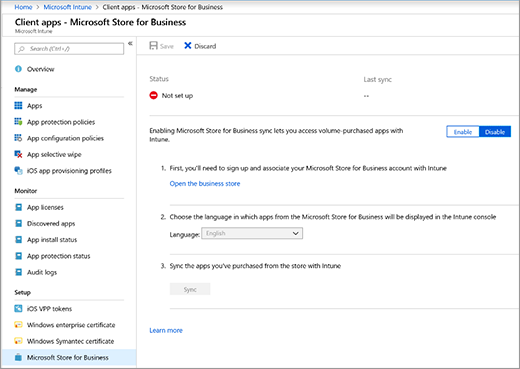 Home > Microsoft Intune > Client apps - Microsoft Store for Business
Client apps - Microsoft Store for Business
Microsoft Intune
Search (Ctrl+/)
«
Overview
Manage
Apps
App protection policies
App configuration policies
App selective wipe
iOS app provisioning profiles
Monitor
App licenses
Discovered apps
App install status
App protection status
Audit logs
Setup
iOS VPP tokens
Windows enterprise certificate
Windows Symantec certificate
Microsoft Store for Business
Save Discard
Status Last sync
Not set up --
Enabling Microsoft Store for Business sync lets you access volume-purchased apps with
Intune.
Enable Disable
1. First, you'll need to sign up and associate your Microsoft Store for Business account with Intune
Open the business store
2. Choose the language in which apps from the Microsoft Store for Business will be displayed in the Intune console
Language: English
3. Sync the apps you've purchased from the store with Intune
Sync
Learn more